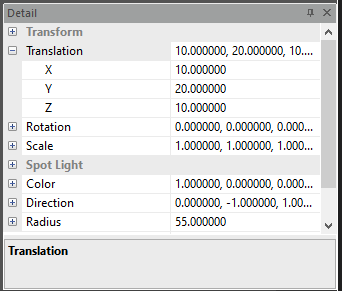 Detail
Transform
Translation 10.000000, 20.000000, 10....
X 10.000000
Y 20.000000
Z 10.000000
Rotation 0.000000, 0.000000, 0.000...
Scale 1.000000, 1.000000, 1.000...
Spot Light
Color 1.000000, 0.000000, 0.000...
Direction 0.000000, -1.000000, 1.00...
Radius 55.000000
Translation